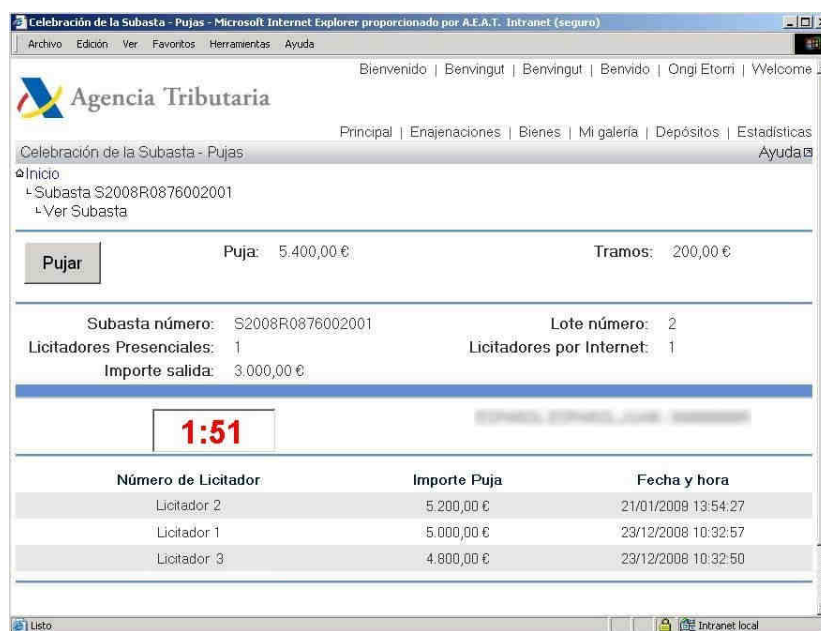 Celebración de la Subasta - Pujas - Microsoft Internet Explorer proporcionado por A.E.A.T. Intranet (seguro)
Archivo Edición Ver Favoritos Herramientas Ayuda
Bienvenido | Benvingut | Benvingut | Benvido | Ongi Etorri | Welcome
Agencia Tributaria
Principal | Enajenaciones | Bienes | Mi galería | Depósitos | Estadísticas
Celebración de la Subasta - Pujas Ayuda
Inicio
Subasta S2008R0876002001
Ver Subasta
Pujar Puja: 5.400,00 € Tramos: 200,00 €
Subasta número: S2008R0876002001 Lote número: 2
Licitadores Presenciales: 1 Licitadores por Internet: 1
Importe salida: 3.000,00 €
1:51
Número de Licitador Importe Puja Fecha y hora
Licitador 2 5.200,00 € 21/01/2009 13:54:27
Licitador 1 5.000,00 € 23/12/2008 10:32:57
Licitador 3 4.800,00 € 23/12/2008 10:32:50
Listo Intranet local